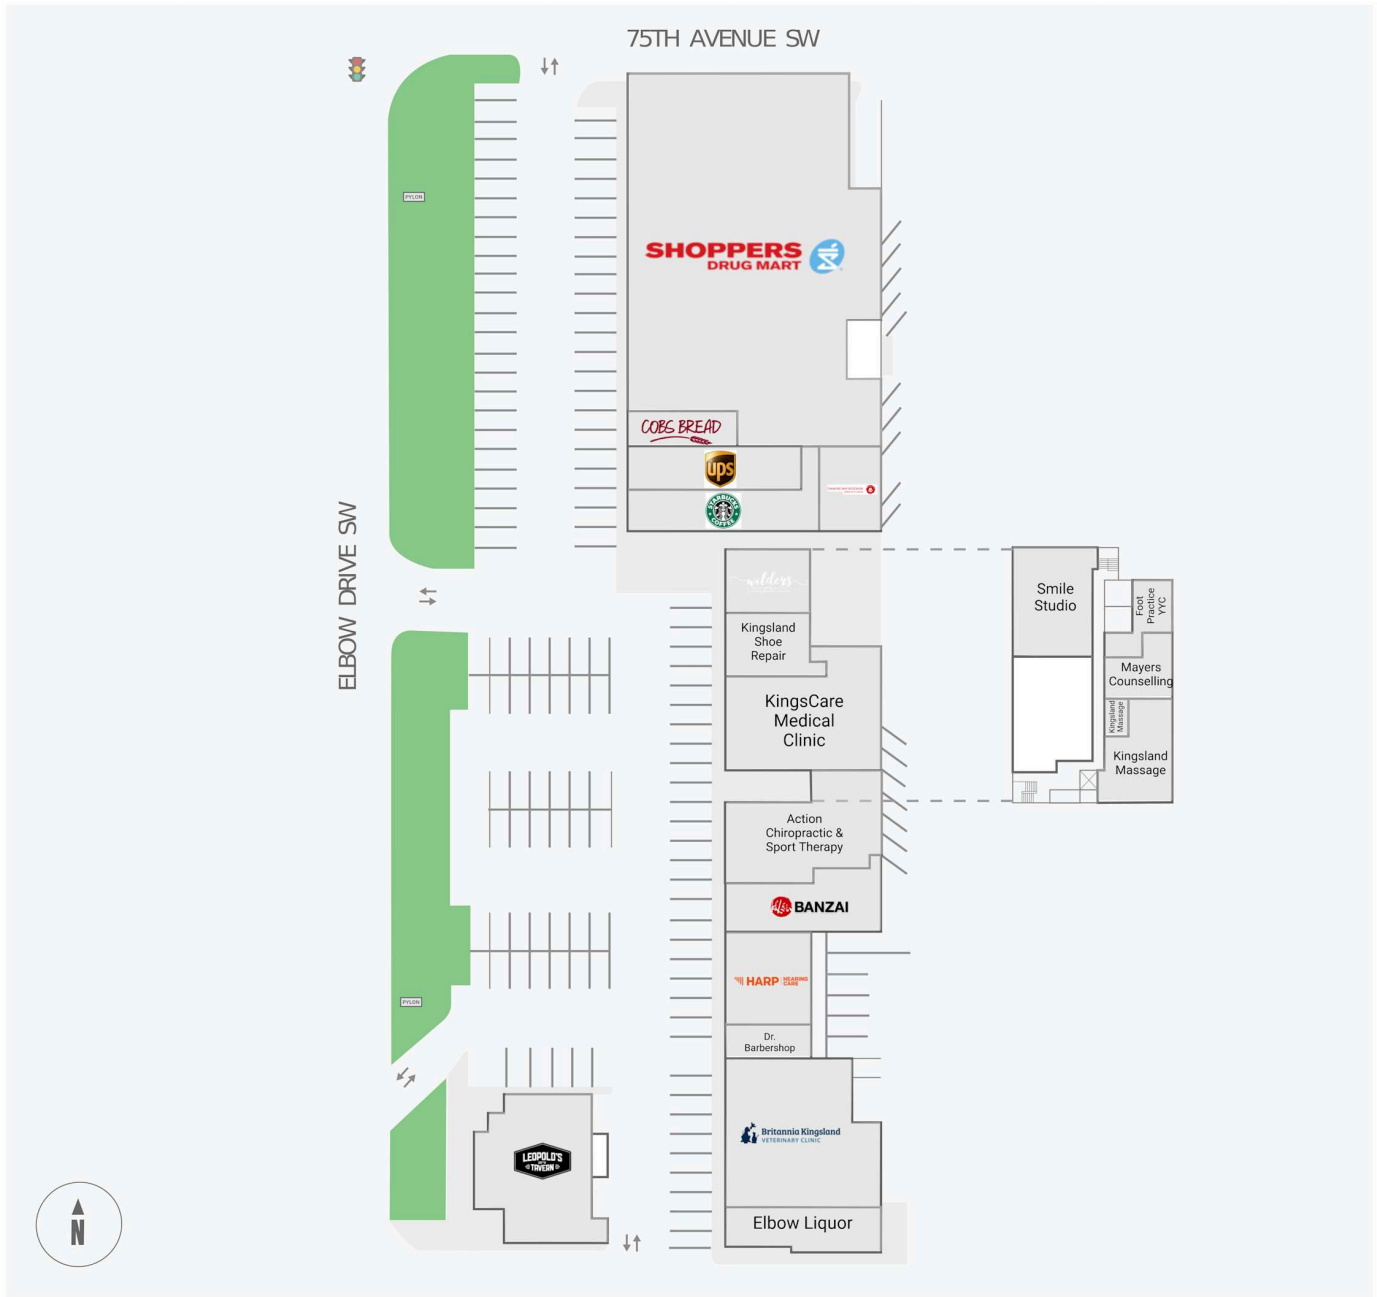 75TH AVENUE SW
PYLON
SHOPPERS
DRUG MART
COBS BREAD
ups
STARBUCKS
COFFEE
ELBOW DRIVE SW
wilders
Kingsland
Shoe
Repair
KingsCare
Medical
Clinic
Smile
Studio
Foot
Practice
YYC
Mayers
Counselling
Kingsland
Massage
Kingsland
Massage
Action
Chiropractic &
Sport Therapy
BANZAI
HARP HEARING
CARE
PYLON
Dr.
Barbershop
Britannia Kingsland
VETERINARY CLINIC
LEOPOLD'S
TAVERN
Elbow Liquor
N